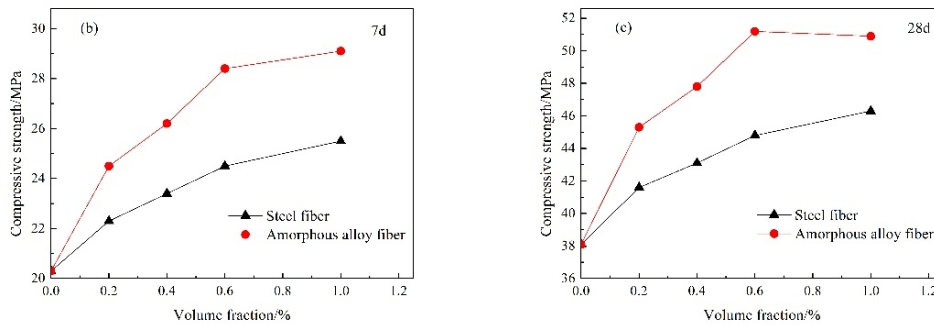 (b)
7d
Compressive strength/MPa
30
28
26
24
22
20
Steel fiber
Amorphous alloy fiber
0.0 0.2 0.4 0.6 0.8 1.0 1.2
Volume fraction/%
(c)
28d
Compressive strength/MPa
52
50
48
46
44
42
40
38
36
Steel fiber
Amorphous alloy fiber
0.0 0.2 0.4 0.6 0.8 1.0 1.2
Volume fraction/%